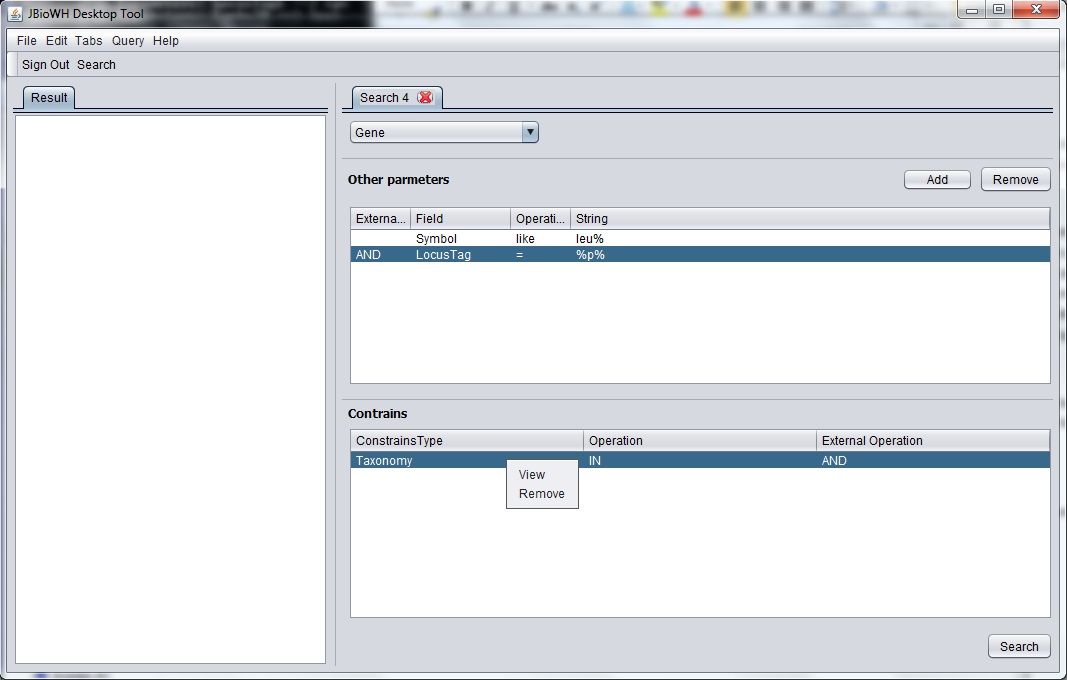 JBioWH Desktop Tool
File Edit Tabs Query Help
Sign Out Search
Result
Search 4
Gene
Other parmeters Add Remove
Externa... Field Operati... String
Symbol like leu%
AND LocusTag = %p%
Contrains
ConstrainsType Operation External Operation
Taxonomy IN AND
View
Remove
Search